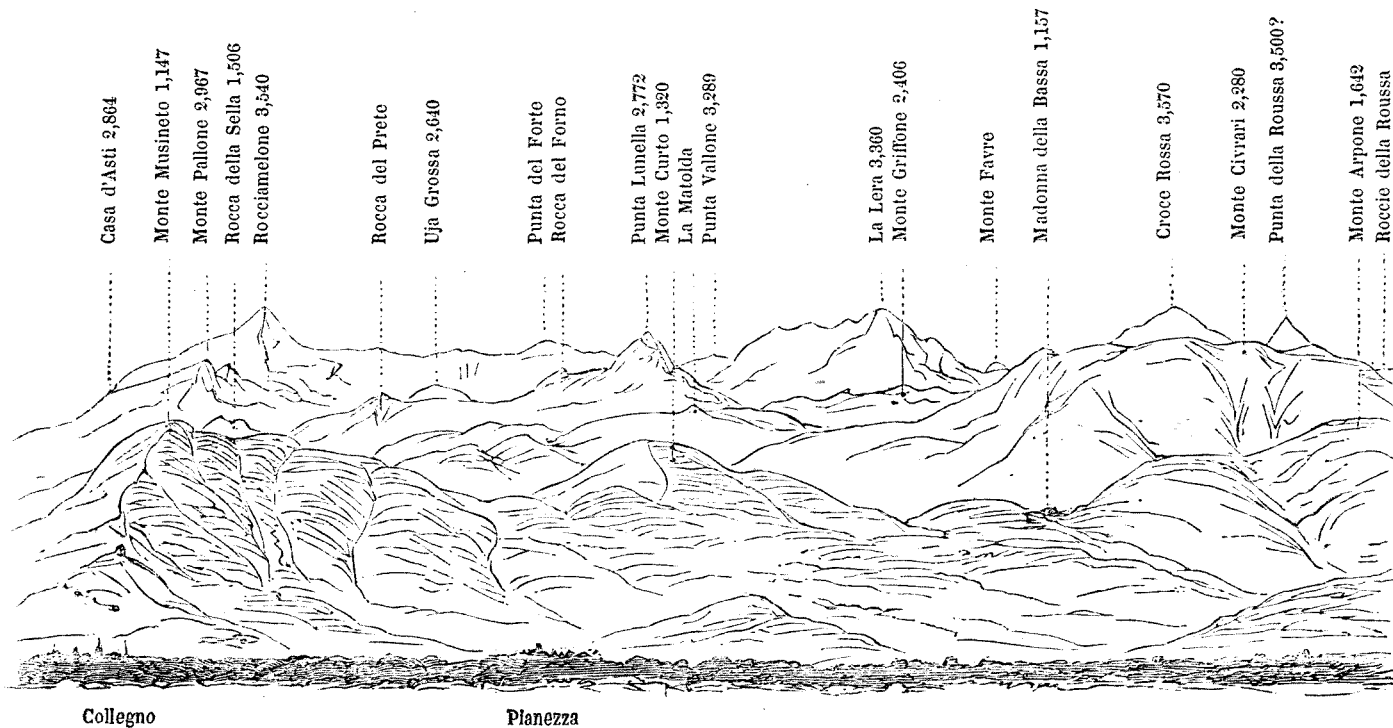 Casa d'Asti 2,864
Monte Musineto 1,147
Monte Pallone 2,967
Rocca della Sella 1,506
Rocciamelone 3,540
Rocca del Prete
Uja Grossa 2,640
Punta del Forte
Rocca del Forno
Punta Lunella 2,772
Monte Curto 1,320
La Matolda
Punta Vallone 3,289
La Lera 3,360
Monte Griffone 2,406
Monte Favre
Madonna della Bassa 1,157
Croce Rossa 3,570
Monte Civrari 2,280
Punta della Roussa 3,500?
Monte Arpone 1,642
Roccie della Roussa
Collegno
Pianezza